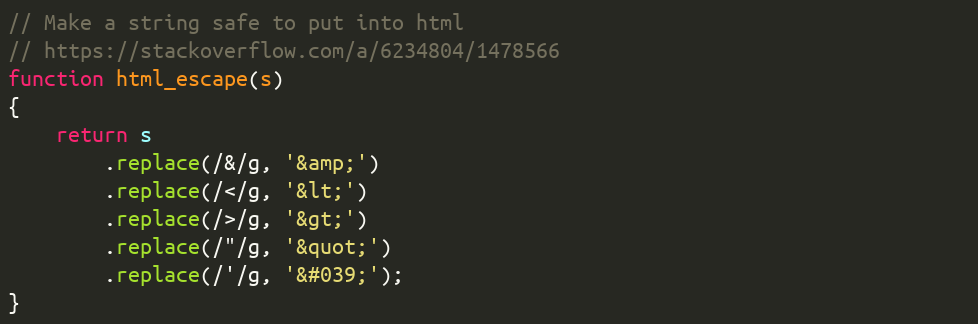 // Make a string safe to put into html
// https://stackoverflow.com/a/6234804/1478566
function html_escape(s)
{
    return s
        .replace(/&/g, '&amp;')
        .replace(/</g, '&lt;')
        .replace(/>/g, '&gt;')
        .replace(/"/g, '&quot;')
        .replace(/'/g, '&#039;');
}